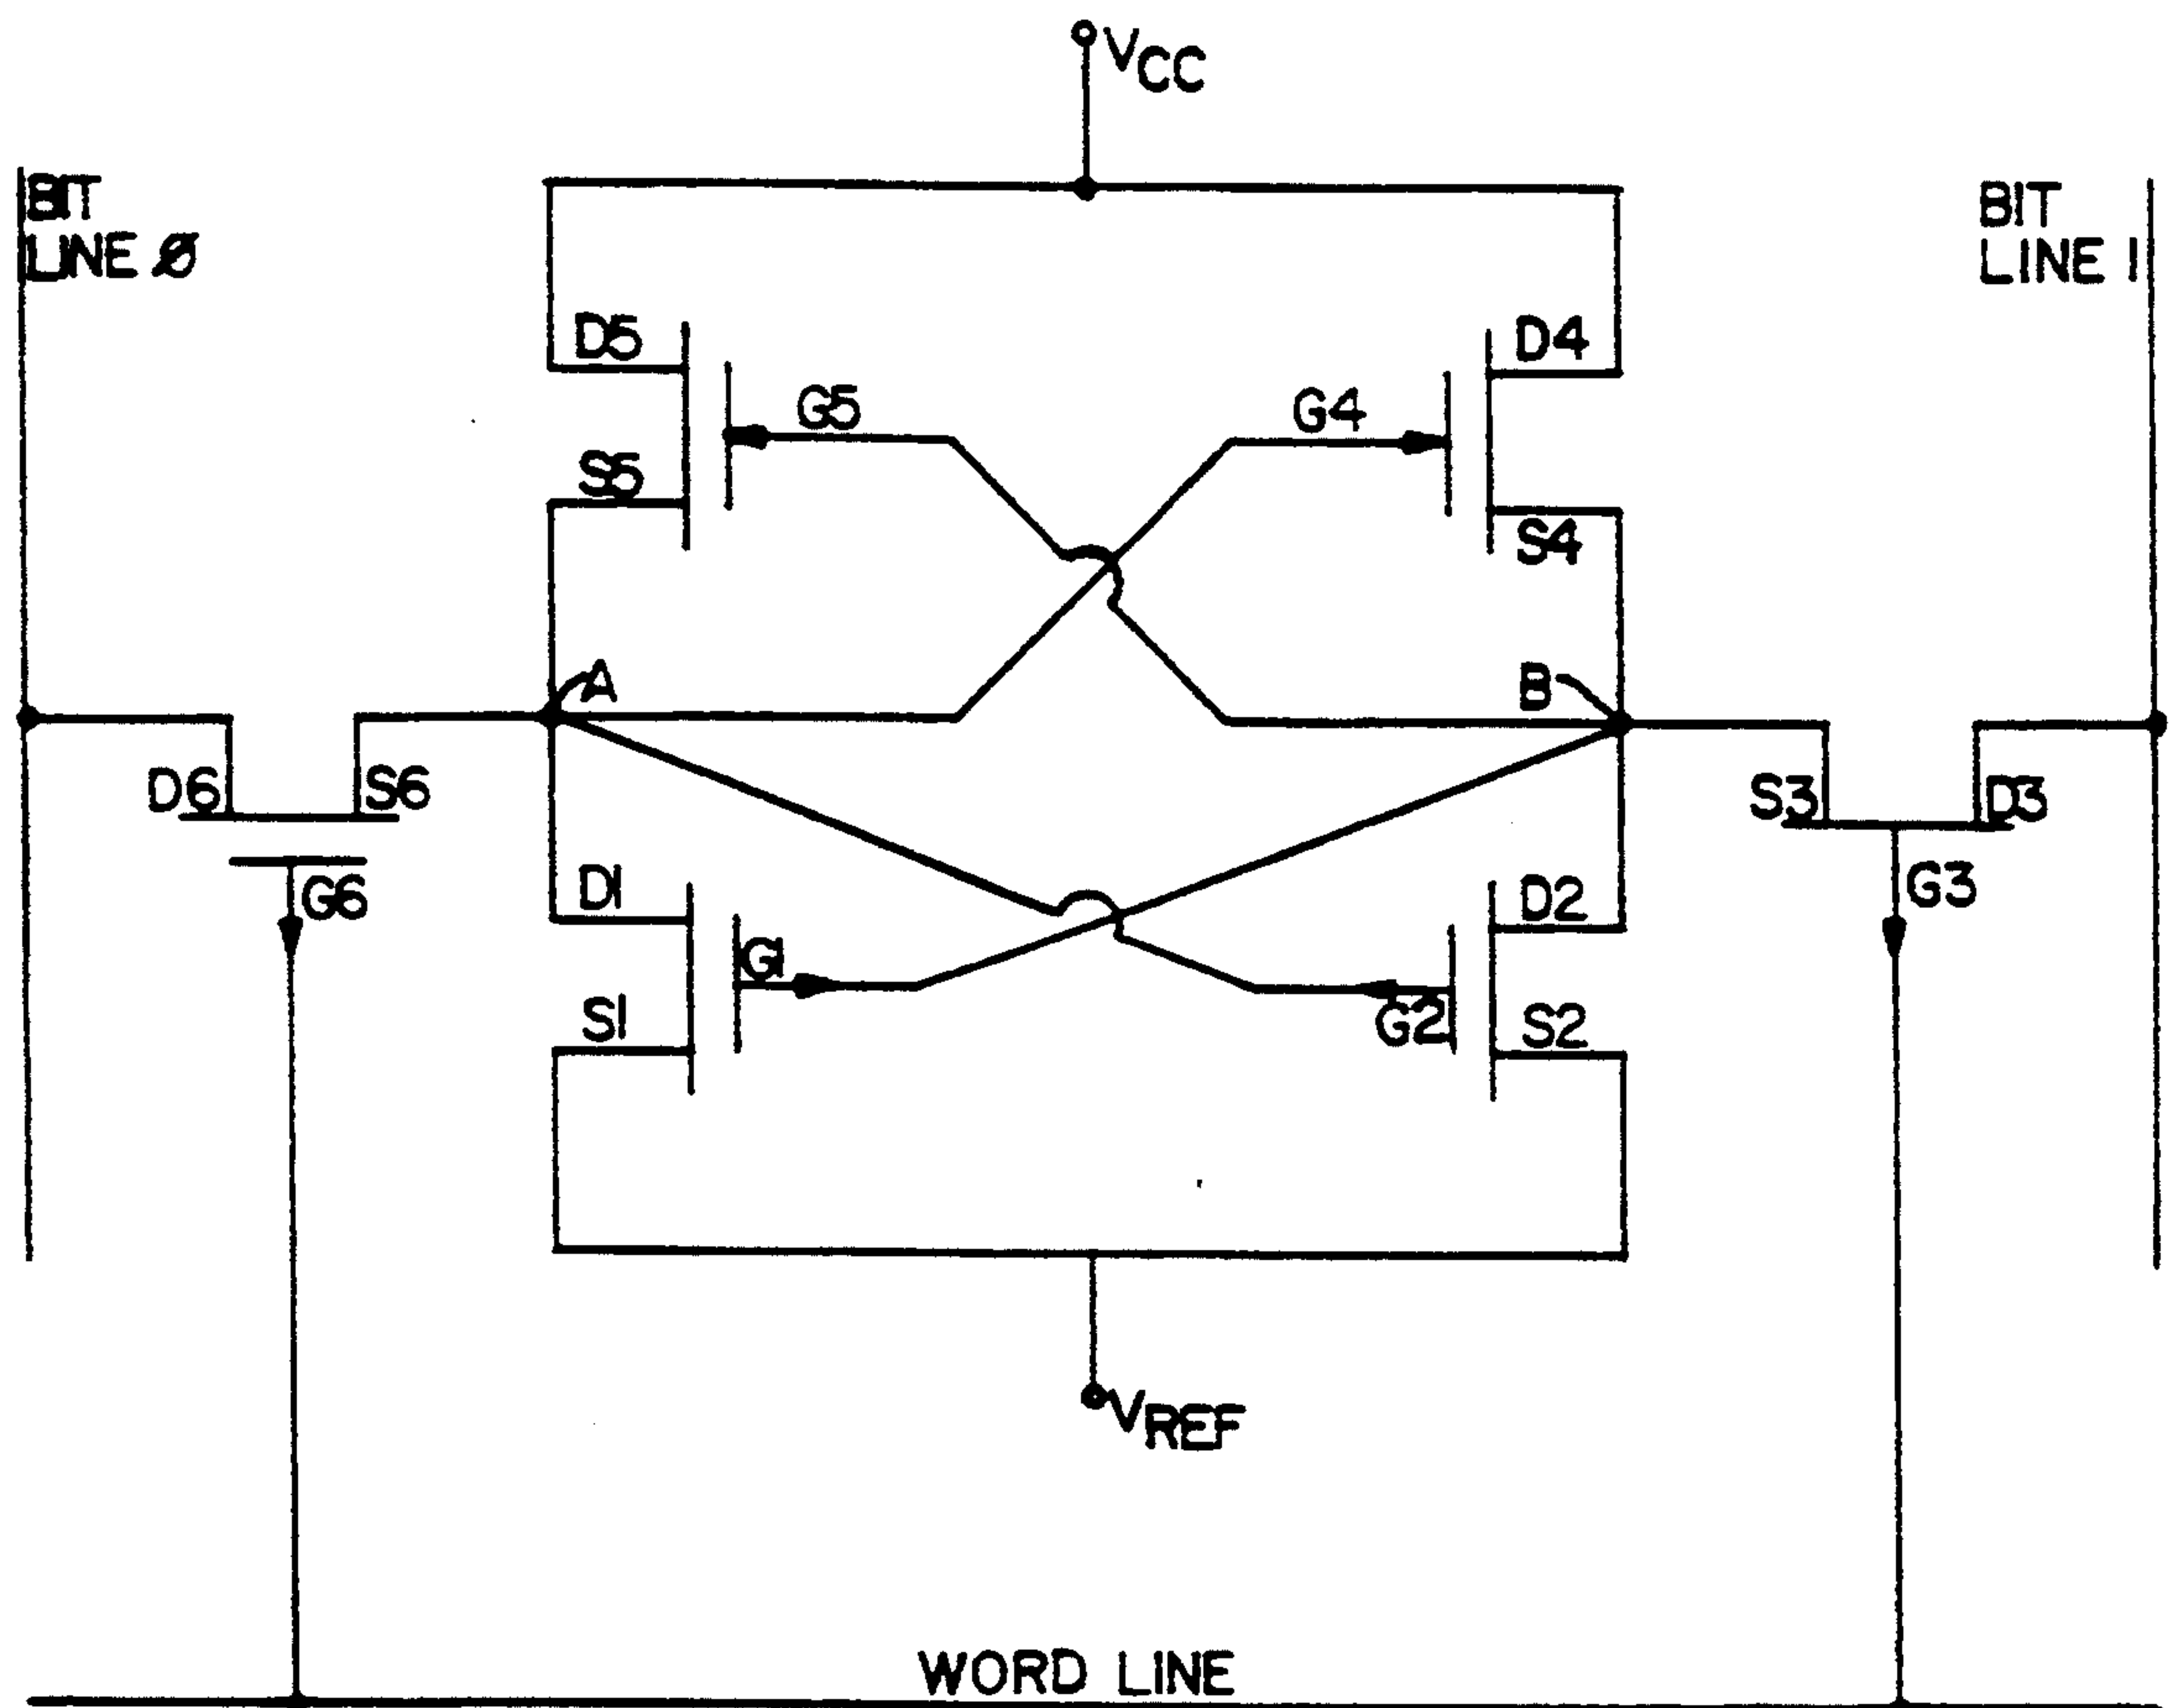 VCC
BIT
LINE Ø
BIT
LINE 1
D5
D4
G5
G4
S5
S4
A
B
D6
S6
S3
D3
D1
G6
D2
G3
G1
S1
G2
S2
VREF
WORD LINE